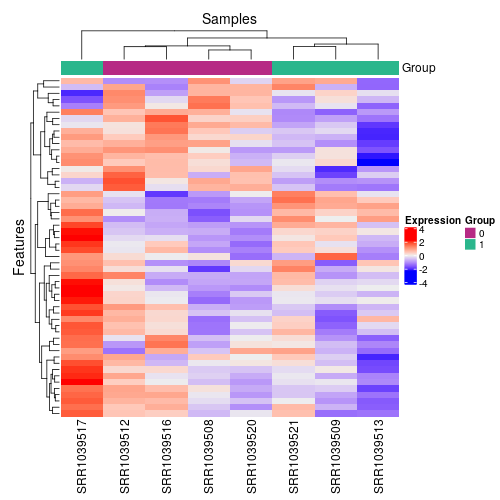 Samples
Group
Features
Expression
4
2
0
-2
-4
Group
0
1
SRR1039517
SRR1039512
SRR1039516
SRR1039508
SRR1039520
SRR1039521
SRR1039509
SRR1039513